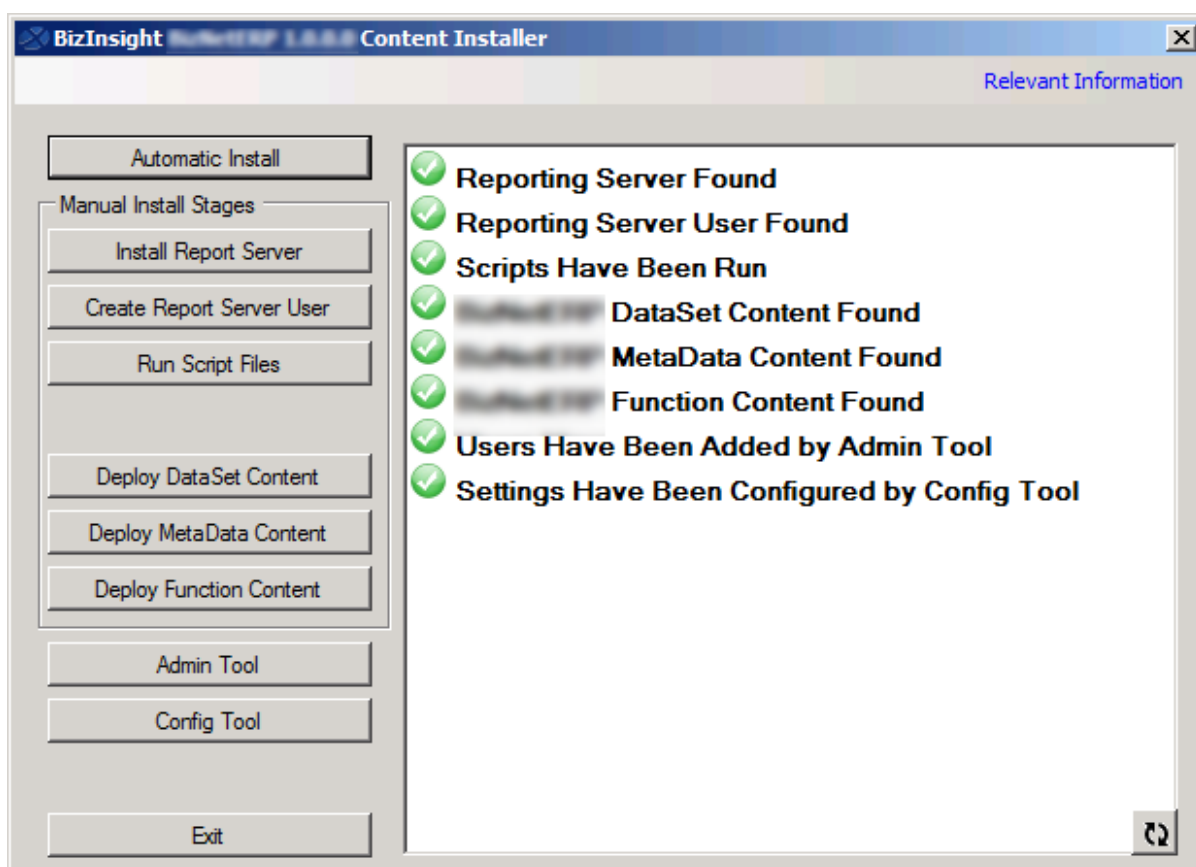 BizInsight Content Installer
Relevant Information
Automatic Install
Manual Install Stages
Install Report Server
Create Report Server User
Run Script Files
Deploy DataSet Content
Deploy MetaData Content
Deploy Function Content
Admin Tool
Config Tool
Exit
Reporting Server Found
Reporting Server User Found
Scripts Have Been Run
DataSet Content Found
MetaData Content Found
Function Content Found
Users Have Been Added by Admin Tool
Settings Have Been Configured by Config Tool